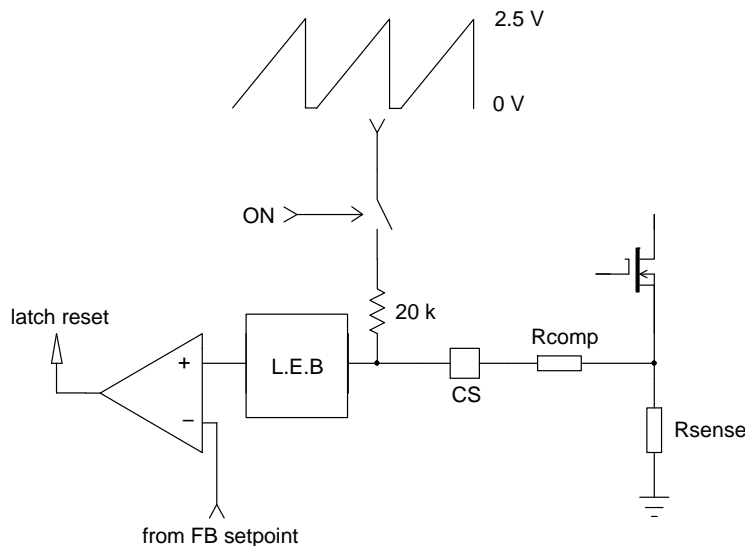 2.5 V
0 V
ON
20 k
latch reset
Rcomp
+
L.E.B
CS
−
Rsense
from FB setpoint